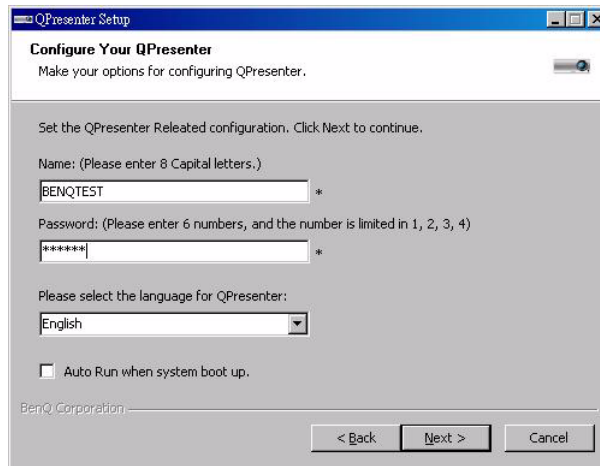 QPresenter Setup
Configure Your QPresenter
Make your options for configuring QPresenter.
Set the QPresenter Releated configuration. Click Next to continue.
Name: (Please enter 8 Capital letters.)
BENQTEST
*
Password: (Please enter 6 numbers, and the number is limited in 1, 2, 3, 4)
******
*
Please select the language for QPresenter:
English
Auto Run when system boot up.
BenQ Corporation
< Back
Next >
Cancel